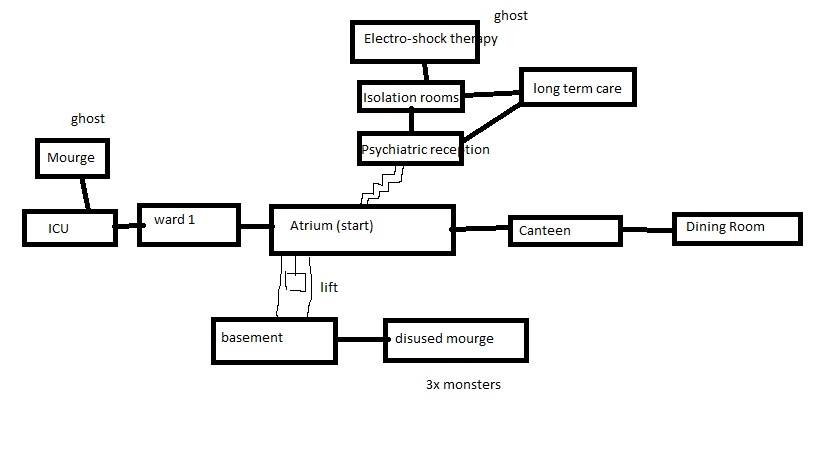 ghost
Electro-shock therapy
Isolation rooms
long term care
ghost
Mourge
Psychiatric reception
ICU
ward 1
Atrium (start)
Canteen
Dining Room
lift
basement
disused mourge
3x monsters